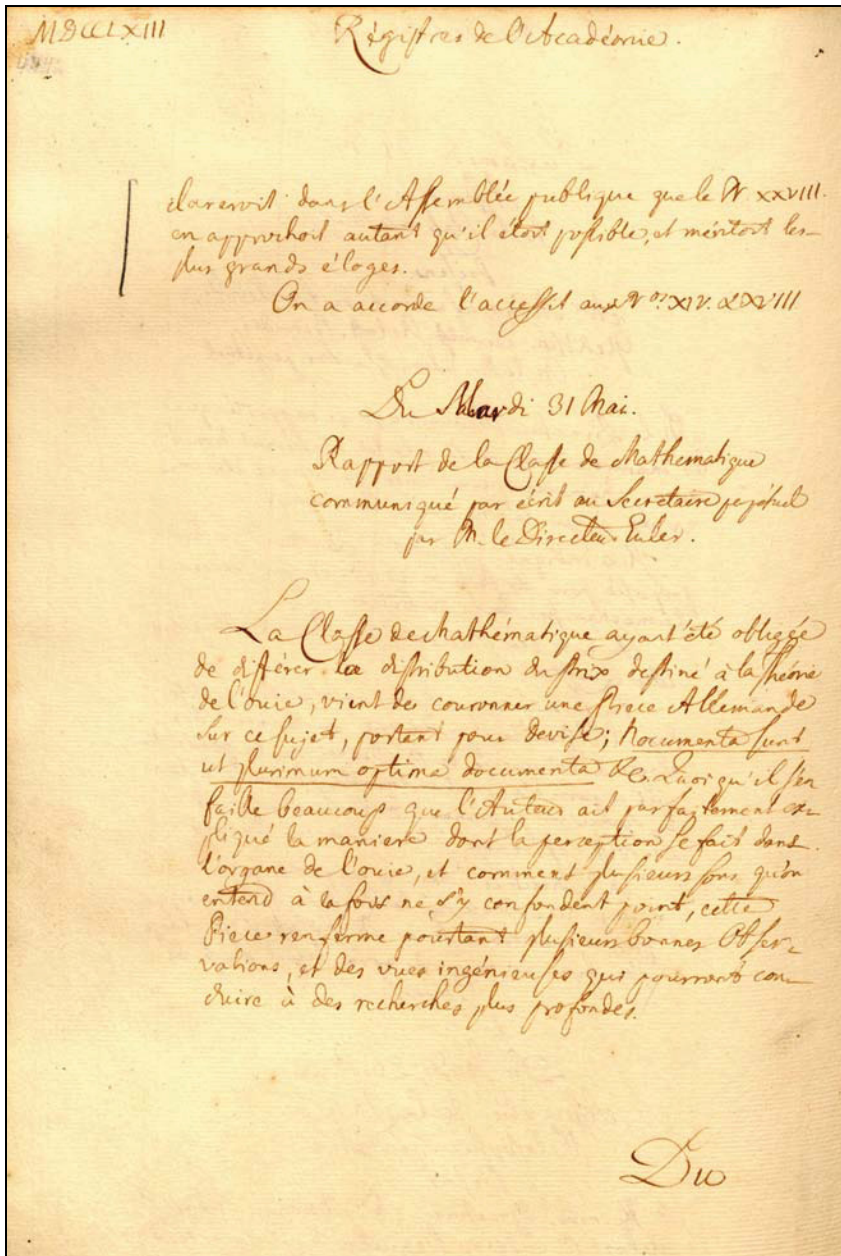 MDCCLXIII
Régistres de l'Académie.
clareroit dans l'Assemblée publique que le N° XXVIII.
en approchoit autant qu'il étoit possible, et méritoit les
plus grands éloges.
On a accordé l'accessit aux Nos. XIV. & XVIII
Du Mardi 31 Mai.
Rapport de la Classe de Mathematique
communiqué par écrit au Secretaire perpétuel
par M. le Directeur Euler.
La Classe de Mathématique ayant été obligée
de différer la distribution du Prix destiné à la Théorie
de l'ouie, vient de couronner une Piece Allemande
sur ce sujet, portant pour Devise; Nocumenta sunt
ut plurimum optima documenta &c. Quoiqu'il s'en
faille beaucoup que l'Auteur ait parfaitement ex-
pliqué la maniere dont la perception se fait dans
l'organe de l'ouie, et comment plusieurs sons qu'on
entend à la fois ne s'y confondent point, cette
Piece renferme pourtant plusieurs bonnes Obser-
vations, et des vues ingénieuses qui pourront con-
duire à des recherches plus profondes.
Du